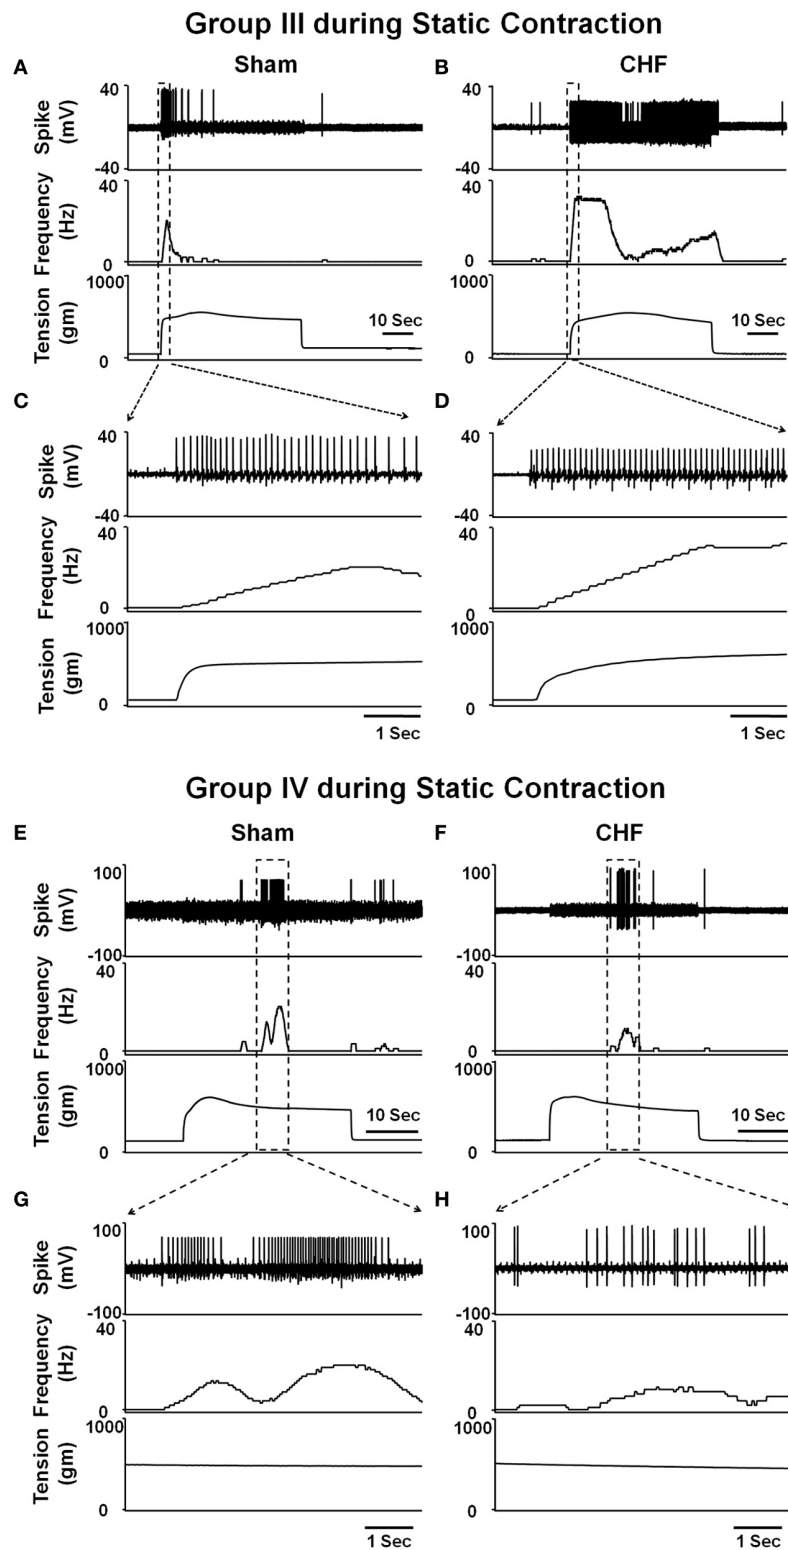 Group III during Static Contraction
A
Sham
B
CHF
40
Spike (mV)
-40
40
-40
40
Frequency (Hz)
0
40
0
1000
Tension (gm)
0
10 Sec
1000
0
10 Sec
C
D
40
Spike (mV)
-40
40
-40
40
Frequency (Hz)
0
40
0
1000
Tension (gm)
0
1000
0
1 Sec
1 Sec
Group IV during Static Contraction
E
Sham
F
CHF
100
Spike (mV)
-100
100
-100
40
Frequency (Hz)
0
40
0
1000
Tension (gm)
0
10 Sec
1000
0
10 Sec
G
H
100
Spike (mV)
-100
100
-100
40
Frequency (Hz)
0
40
0
1000
Tension (gm)
0
1000
0
1 Sec
1 Sec